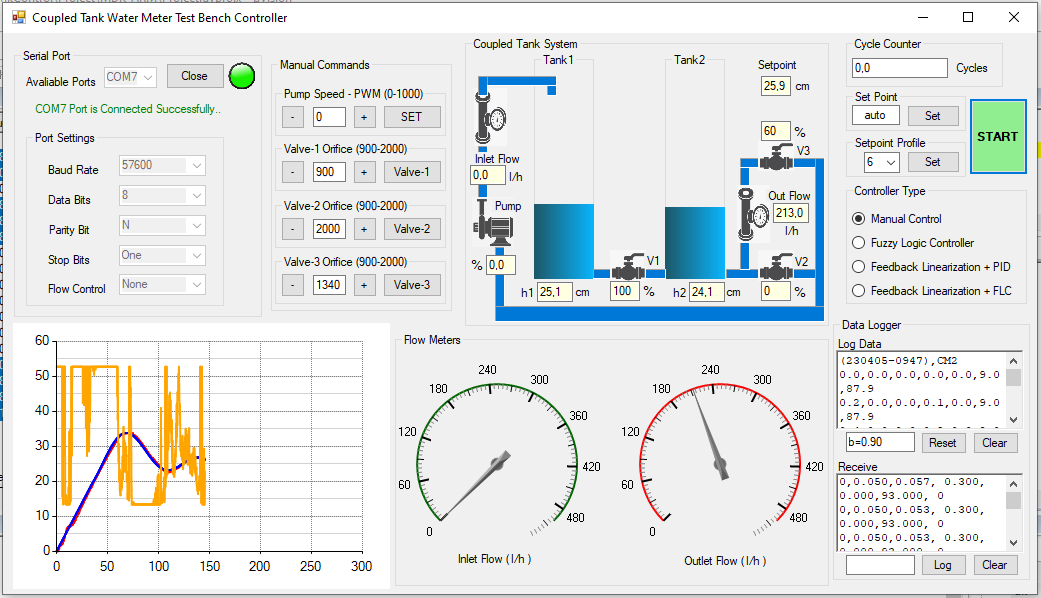 Coupled Tank Water Meter Test Bench Controller
Serial Port
Avaliable Ports COM7 Close
COM7 Port is Connected Successfully..
Port Settings
Baud Rate 57600
Data Bits 8
Parity Bit N
Stop Bits One
Flow Control None
Manual Commands
Pump Speed - PWM (0-1000)
- 0 + SET
Valve-1 Orifice (900-2000)
- 900 + Valve-1
Valve-2 Orifice (900-2000)
- 2000 + Valve-2
Valve-3 Orifice (900-2000)
- 1340 + Valve-3
Coupled Tank System
Tank1
Tank2
Setpoint
25,9 cm
60 %
V3
Inlet Flow
0,0 l/h
Pump
% 0,0
Out Flow
213,0
l/h
V1
V2
h1 25,1 cm
100 %
h2 24,1 cm
0 %
Cycle Counter
0,0 Cycles
Set Point
auto Set
START
Setpoint Profile
6 Set
Controller Type
Manual Control
Fuzzy Logic Controller
Feedback Linearization + PID
Feedback Linearization + FLC
60
50
40
30
20
10
0
0 50 100 150 200 250 300
Flow Meters
0 60 120 180 240 300 360 420 480
Inlet Flow (l/h)
0 60 120 180 240 300 360 420 480
Outlet Flow (l/h)
Data Logger
Log Data
(230405-0947),CM2
0.0,0.0,0.0,0.0,0.0,9.0
,87.9
0.2,0.0,0.0,0.1,0.0,9.0
,87.9
b=0.90 Reset Clear
Receive
0,0.050,0.057, 0.300,
0.000,93.000, 0
0,0.050,0.053, 0.300,
0.000,93.000, 0
0,0.050,0.053, 0.300,
0.000,93.000, 0
Log Clear